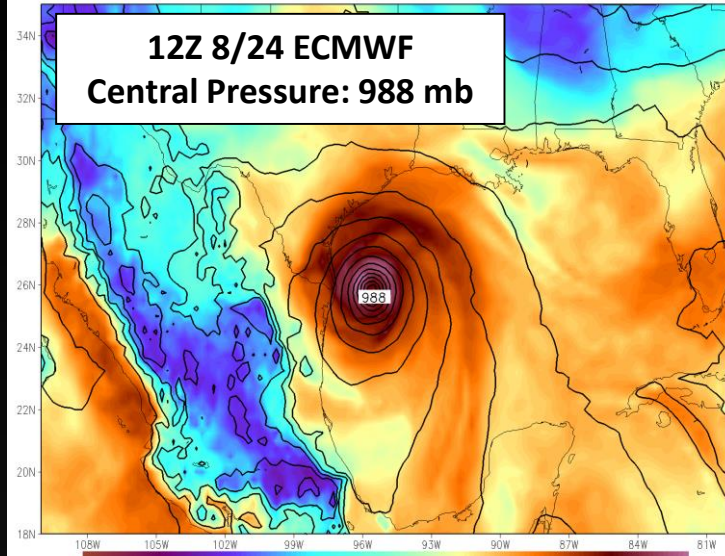 12Z 8/24 ECMWF
Central Pressure: 988 mb
34N
32N
30N
28N
26N
988
24N
22N
20N
18N
108W 105W 102W 99W 96W 93W 90W 87W 84W 81W